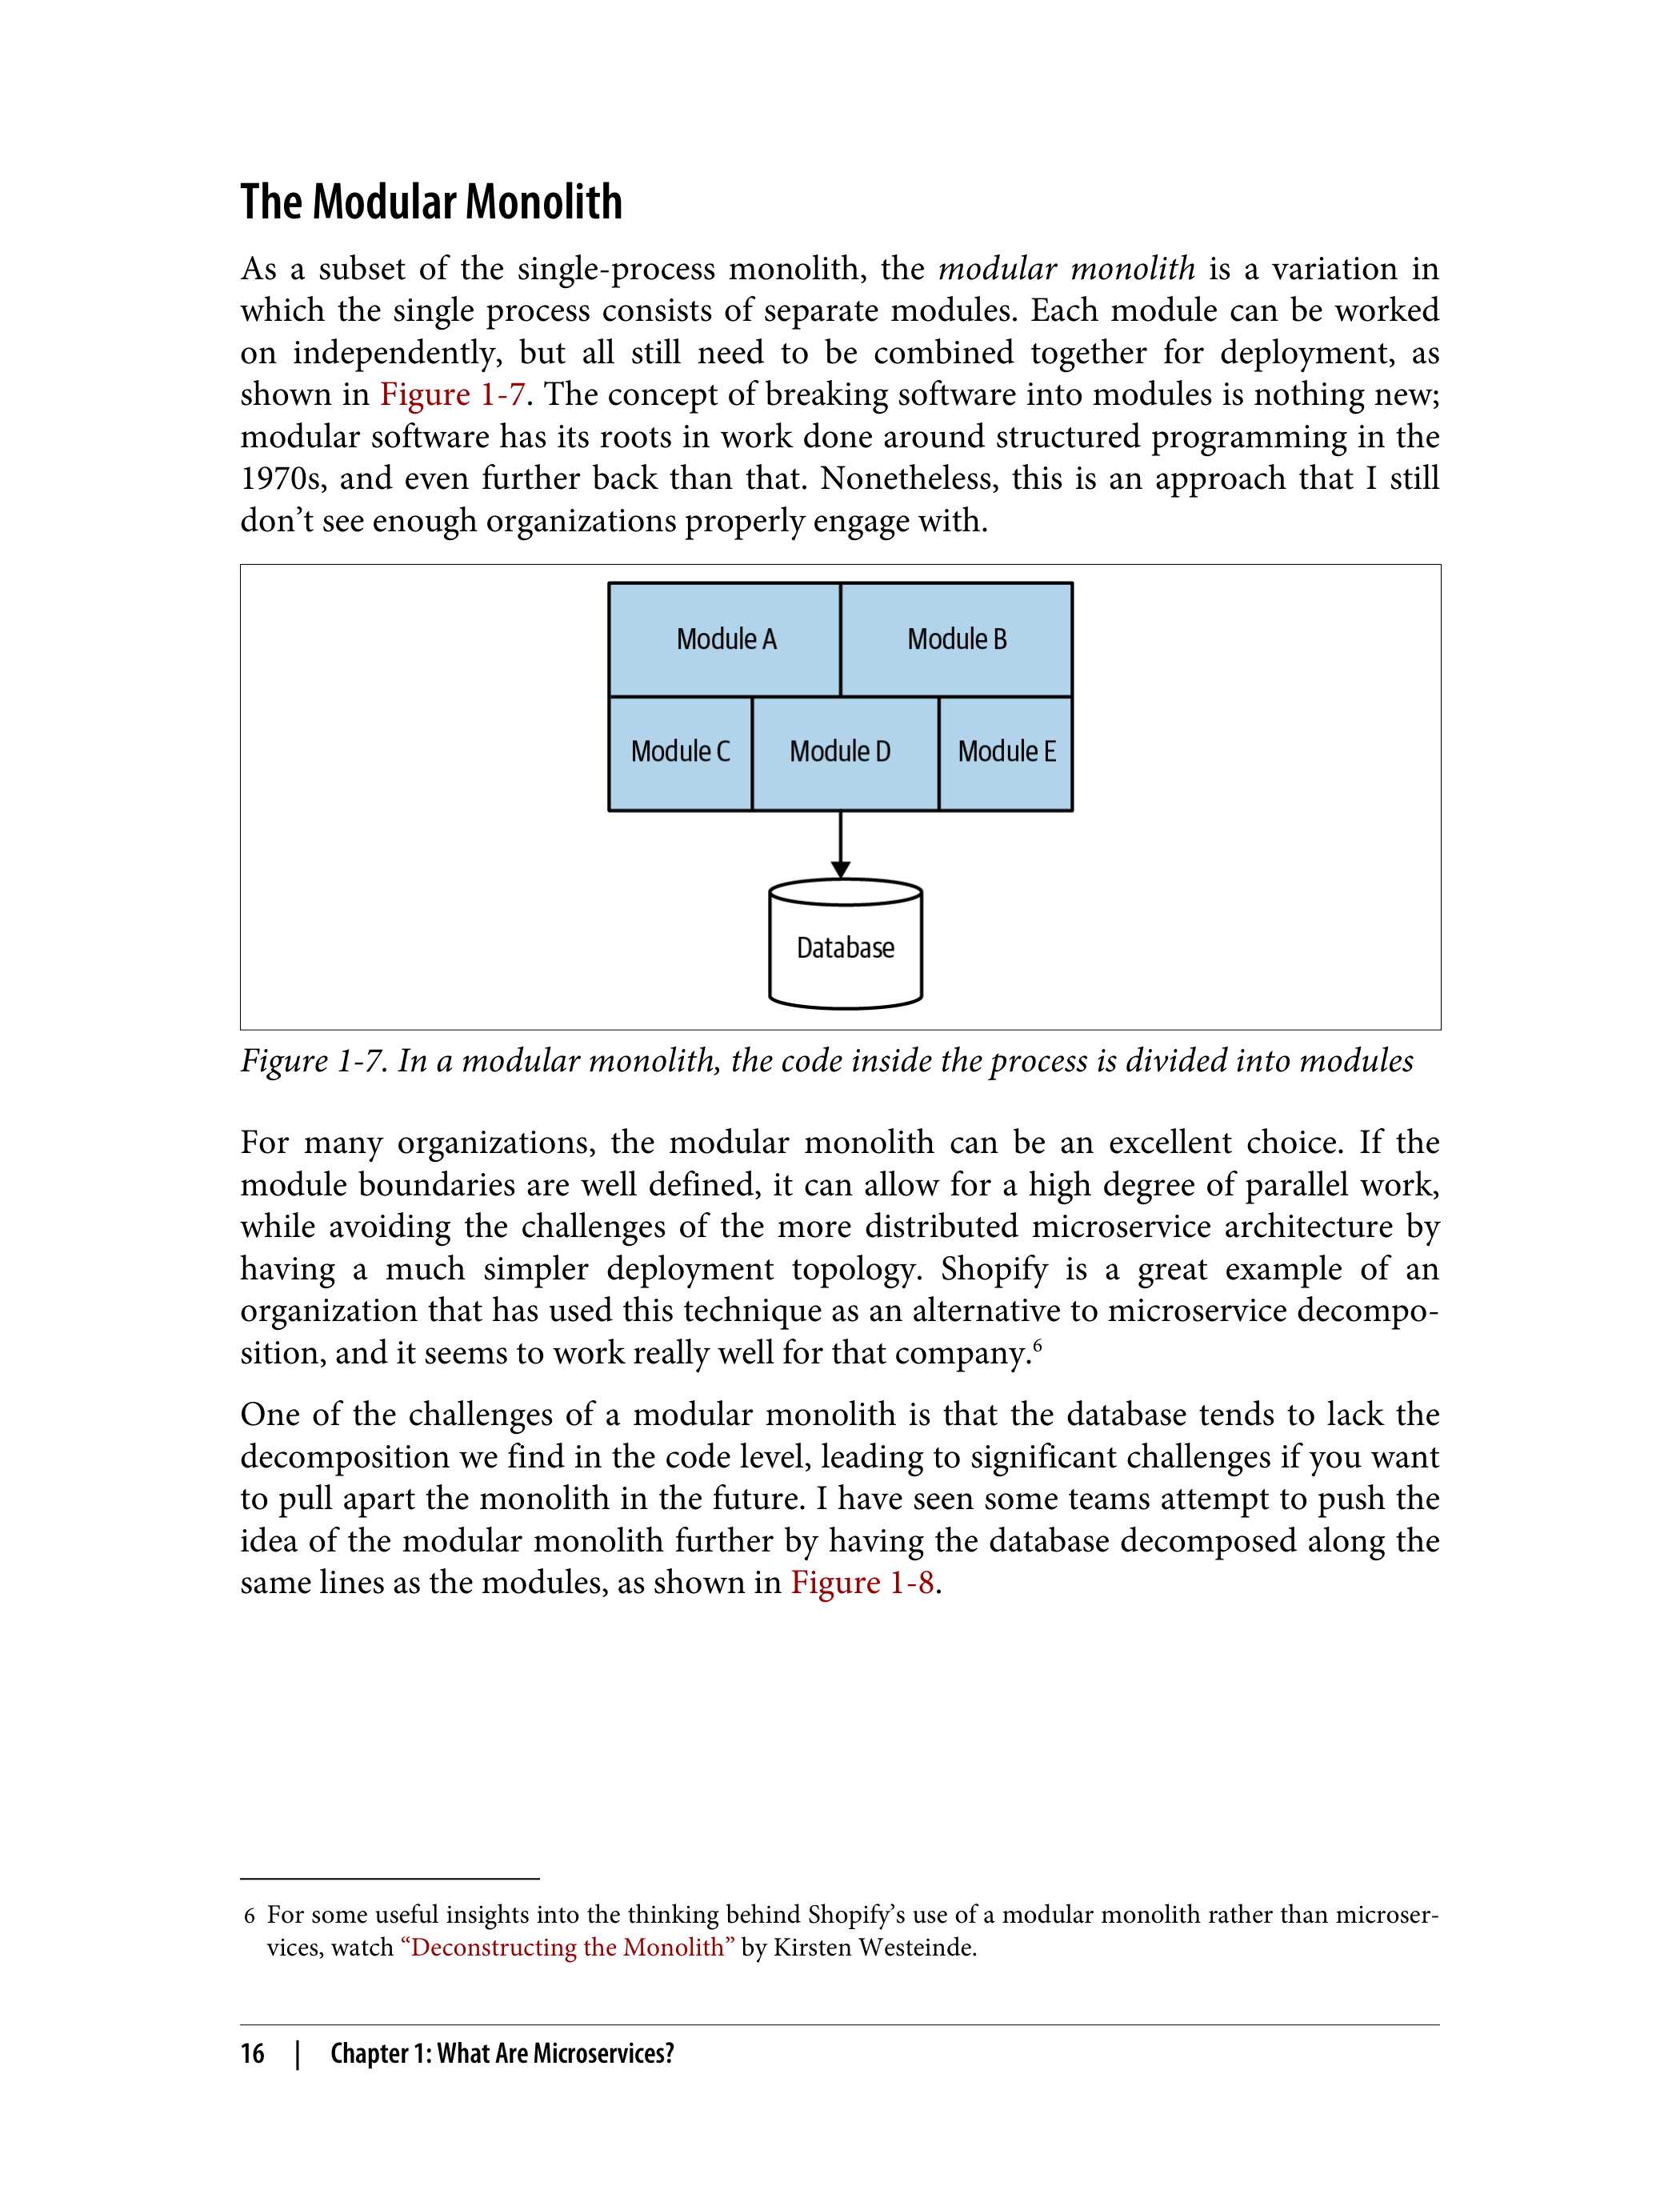 The Modular Monolith
As a subset of the single-process monolith, the modular monolith is a variation in
which the single process consists of separate modules. Each module can be worked
on independently, but all still need to be combined together for deployment, as
shown in Figure 1-7. The concept of breaking software into modules is nothing new;
modular software has its roots in work done around structured programming in the
1970s, and even further back than that. Nonetheless, this is an approach that I still
don’t see enough organizations properly engage with.
Module A
Module B
Module C
Module D
Module E
Database
Figure 1-7. In a modular monolith, the code inside the process is divided into modules
For many organizations, the modular monolith can be an excellent choice. If the
module boundaries are well defined, it can allow for a high degree of parallel work,
while avoiding the challenges of the more distributed microservice architecture by
having a much simpler deployment topology. Shopify is a great example of an
organization that has used this technique as an alternative to microservice decompo-
sition, and it seems to work really well for that company.6
One of the challenges of a modular monolith is that the database tends to lack the
decomposition we find in the code level, leading to significant challenges if you want
to pull apart the monolith in the future. I have seen some teams attempt to push the
idea of the modular monolith further by having the database decomposed along the
same lines as the modules, as shown in Figure 1-8.
6 For some useful insights into the thinking behind Shopify’s use of a modular monolith rather than microser-
vices, watch “Deconstructing the Monolith” by Kirsten Westeinde.
16 | Chapter 1: What Are Microservices?